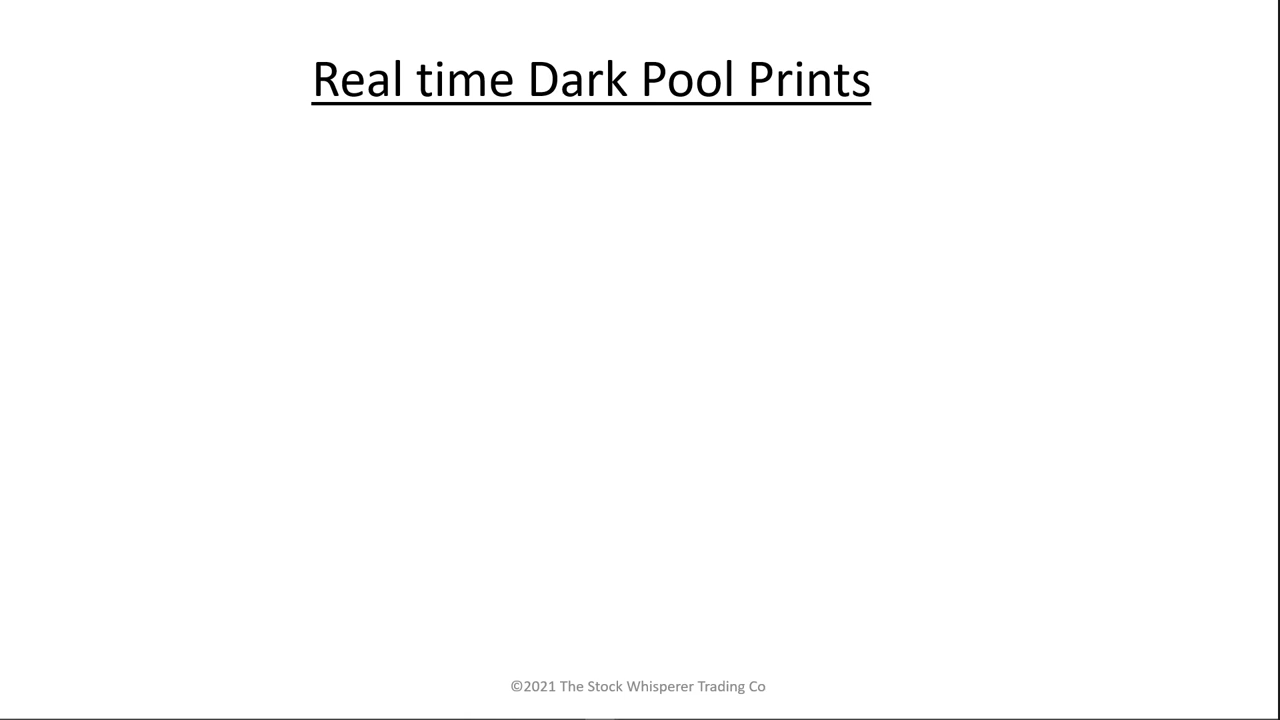 Real time Dark Pool Prints
©2021 The Stock Whisperer Trading Co